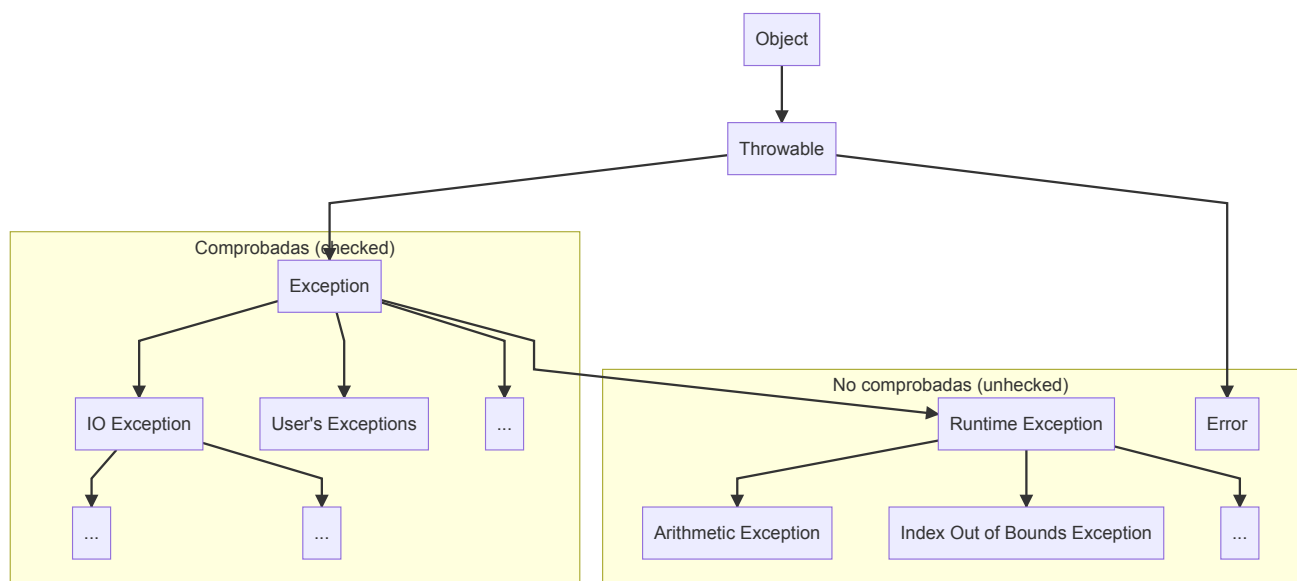 Object
Throwable
Comprobadas (checked)
Exception
No comprobadas (unhecked)
IO Exception
User's Exceptions
...
Runtime Exception
Error
...
...
Arithmetic Exception
Index Out of Bounds Exception
...